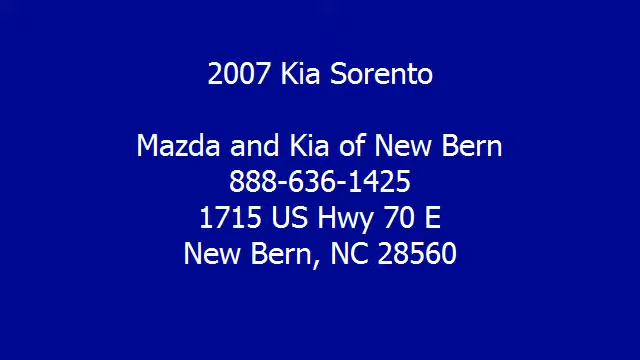 2007 Kia Sorento
Mazda and Kia of New Bern
888-636-1425
1715 US Hwy 70 E
New Bern, NC 28560